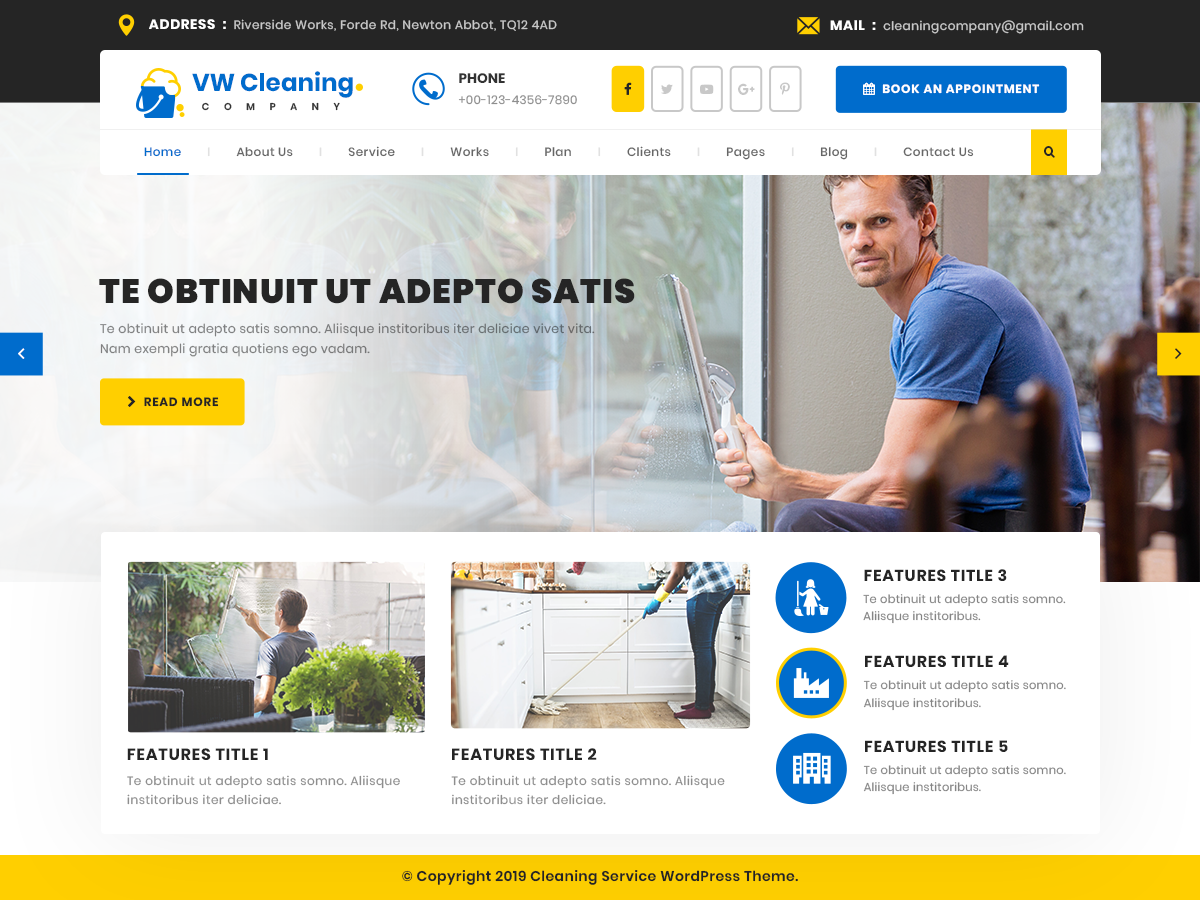 ADDRESS : Riverside Works, Forde Rd, Newton Abbot, TQ12 4AD
MAIL : cleaningcompany@gmail.com
VW Cleaning
COMPANY
PHONE
+00-123-4356-7890
BOOK AN APPOINTMENT
Home
About Us
Service
Works
Plan
Clients
Pages
Blog
Contact Us
TE OBTINUIT UT ADEPTO SATIS
Te obtinuit ut adepto satis somno. Aliisque institoribus iter deliciae vivet vita.
Nam exempli gratia quotiens ego vadam.
READ MORE
FEATURES TITLE 1
Te obtinuit ut adepto satis somno. Aliisque
institoribus iter deliciae.
FEATURES TITLE 2
Te obtinuit ut adepto satis somno. Aliisque
institoribus iter deliciae.
FEATURES TITLE 3
Te obtinuit ut adepto satis somno.
Aliisque institoribus.
FEATURES TITLE 4
Te obtinuit ut adepto satis somno.
Aliisque institoribus.
FEATURES TITLE 5
Te obtinuit ut adepto satis somno.
Aliisque institoribus.
© Copyright 2019 Cleaning Service WordPress Theme.